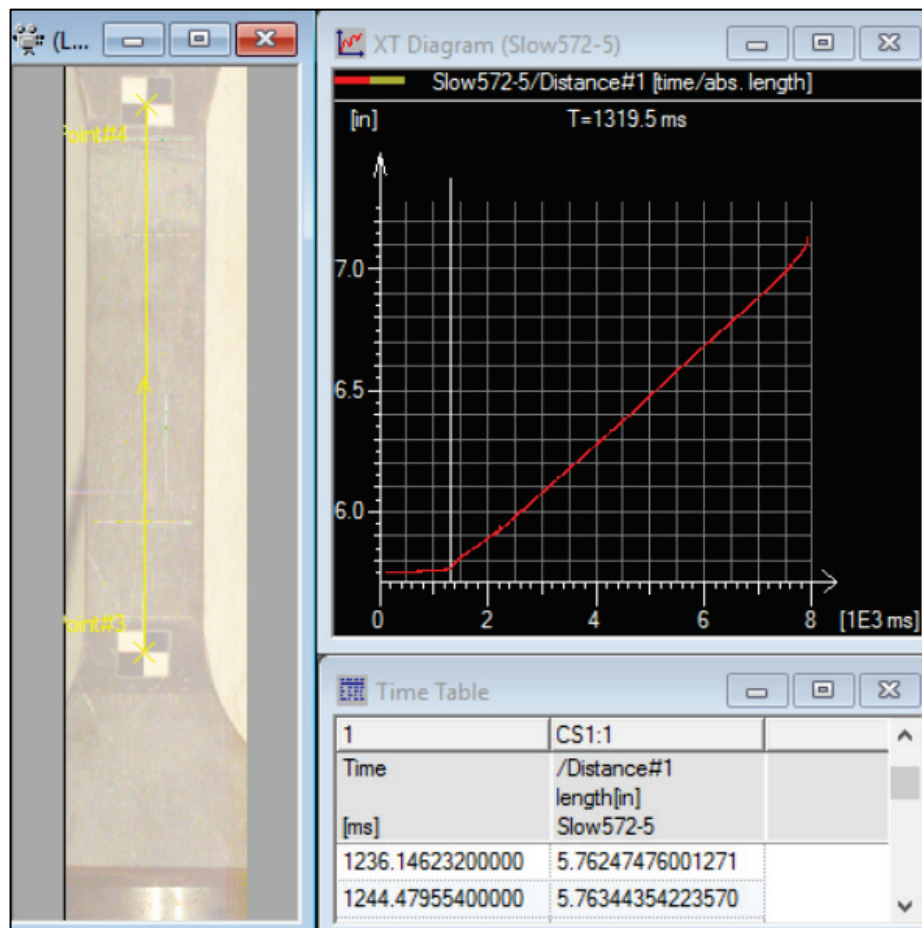 (L...
Point#4
Point#3
XT Diagram (Slow572-5)
Slow572-5/Distance#1 [time/abs. length]
[in]
T=1319.5 ms
7.0
6.5
6.0
0 2 4 6 8 [1E3 ms]
Time Table
1 CS1:1
Time /Distance#1
length[in]
[ms] Slow572-5
1236.14623200000 5.76247476001271
1244.47955400000 5.76344354223570